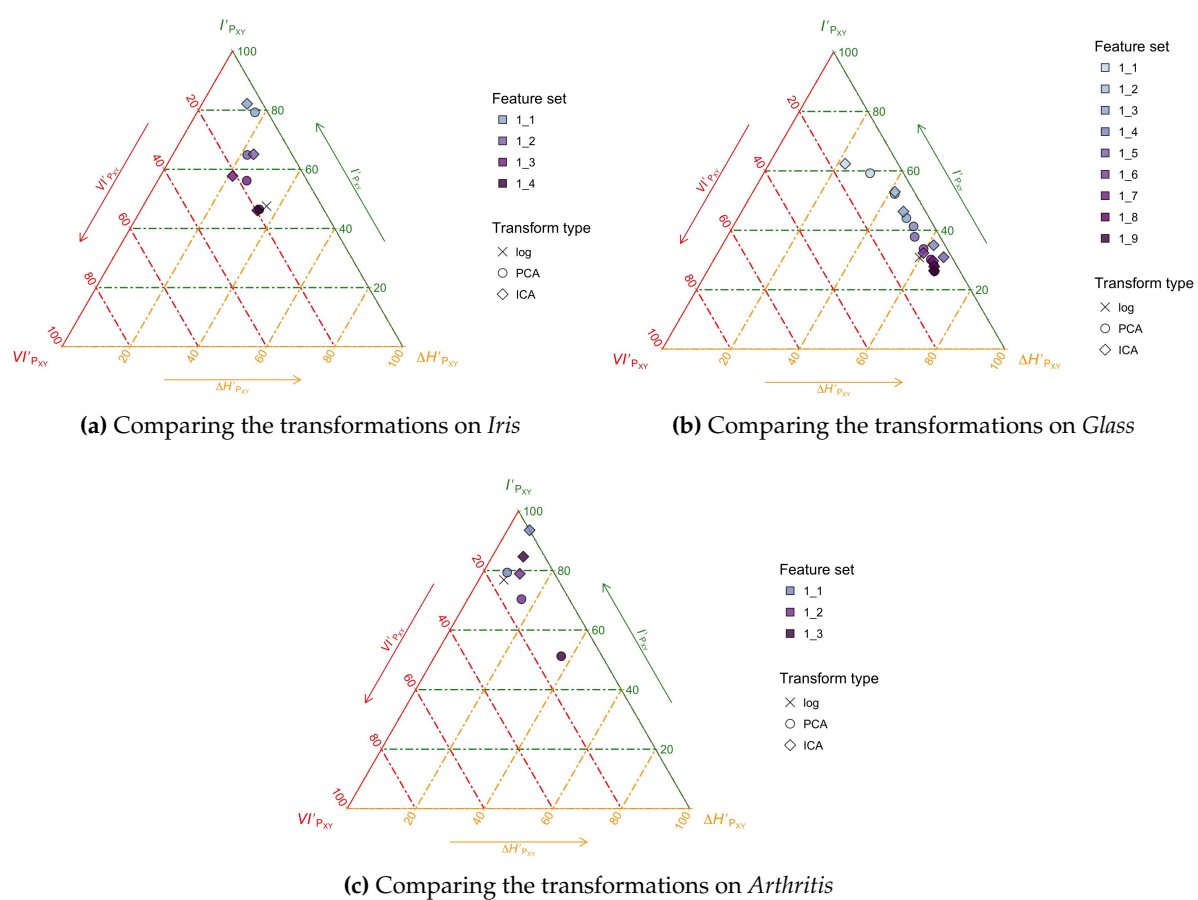 I′PXY
100
80
60
40
20
20
40
60
80
100
VI′PXY
I′PXY
VI′PXY
20
40
60
80
100
ΔH′PXY
ΔH′PXY
Feature set
1_1
1_2
1_3
1_4
Transform type
log
PCA
ICA
(a) Comparing the transformations on Iris
I′PXY
100
80
60
40
20
20
40
60
80
100
VI′PXY
I′PXY
VI′PXY
20
40
60
80
100
ΔH′PXY
ΔH′PXY
Feature set
1_1
1_2
1_3
1_4
1_5
1_6
1_7
1_8
1_9
Transform type
log
PCA
ICA
(b) Comparing the transformations on Glass
I′PXY
100
80
60
40
20
20
40
60
80
100
VI′PXY
I′PXY
VI′PXY
20
40
60
80
100
ΔH′PXY
ΔH′PXY
Feature set
1_1
1_2
1_3
Transform type
log
PCA
ICA
(c) Comparing the transformations on Arthritis